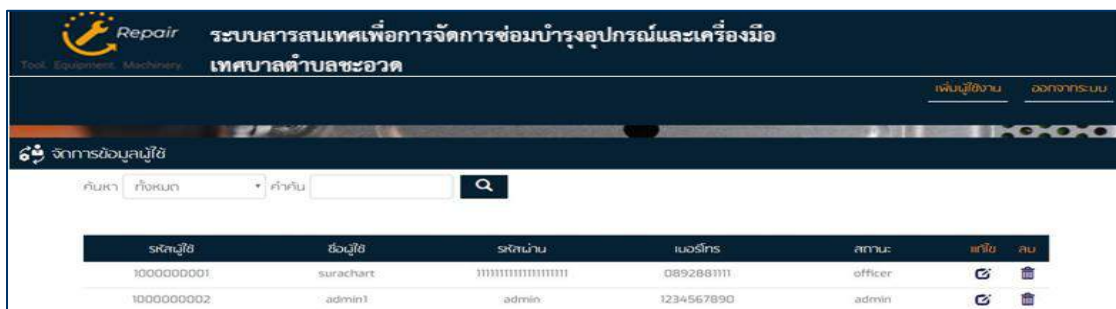 Repair
Tool. Equipment. Machinery.
ระบบสารสนเทศเพื่อการจัดการซ่อมบำรุงอุปกรณ์และเครื่องมือ
เทศบาลตำบลชะอวด
เพิ่มผู้ใช้งาน ออกจากระบบ
จัดการข้อมูลผู้ใช้
ค้นหา ทั้งหมด คำค้น
รหัสผู้ใช้ ชื่อผู้ใช้ รหัสผ่าน เบอร์โทร สถานะ แก้ไข ลบ
1000000001 surachart 0892881111 officer
1000000002 admin1 admin 1234567890 admin